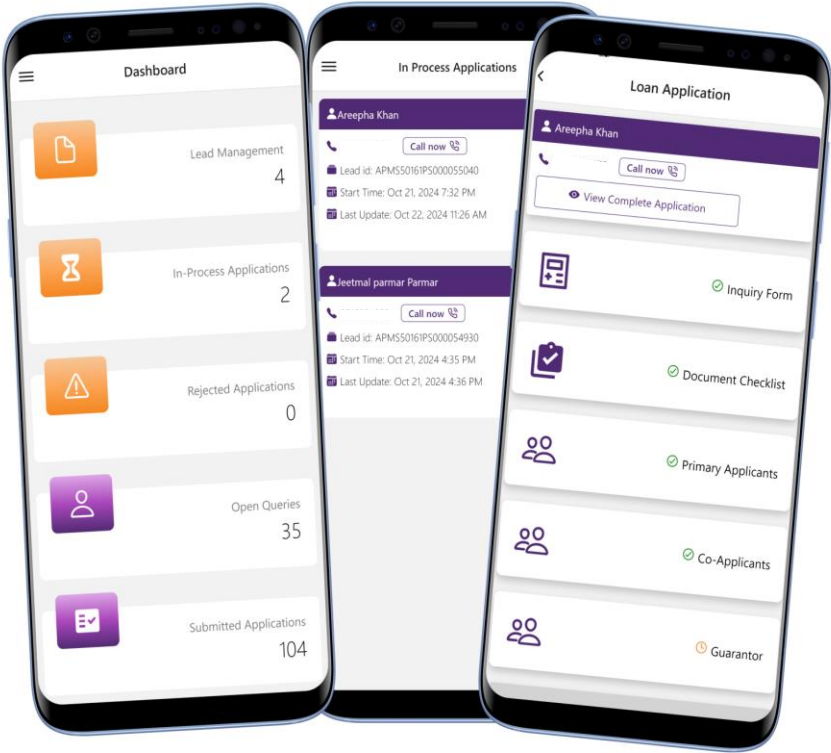 Dashboard
Lead Management
4
In-Process Applications
2
Rejected Applications
0
Open Queries
35
Submitted Applications
104
In Process Applications
Areepha Khan
Call now
Lead id: APMS50161PS000055040
Start Time: Oct 21, 2024 7:32 PM
Last Update: Oct 22, 2024 11:26 AM
Jeetmal parmar Parmar
Call now
Lead id: APMS50161PS000054930
Start Time: Oct 21, 2024 4:35 PM
Last Update: Oct 21, 2024 4:36 PM
Loan Application
Areepha Khan
Call now
View Complete Application
Inquiry Form
Document Checklist
Primary Applicants
Co-Applicants
Guarantor